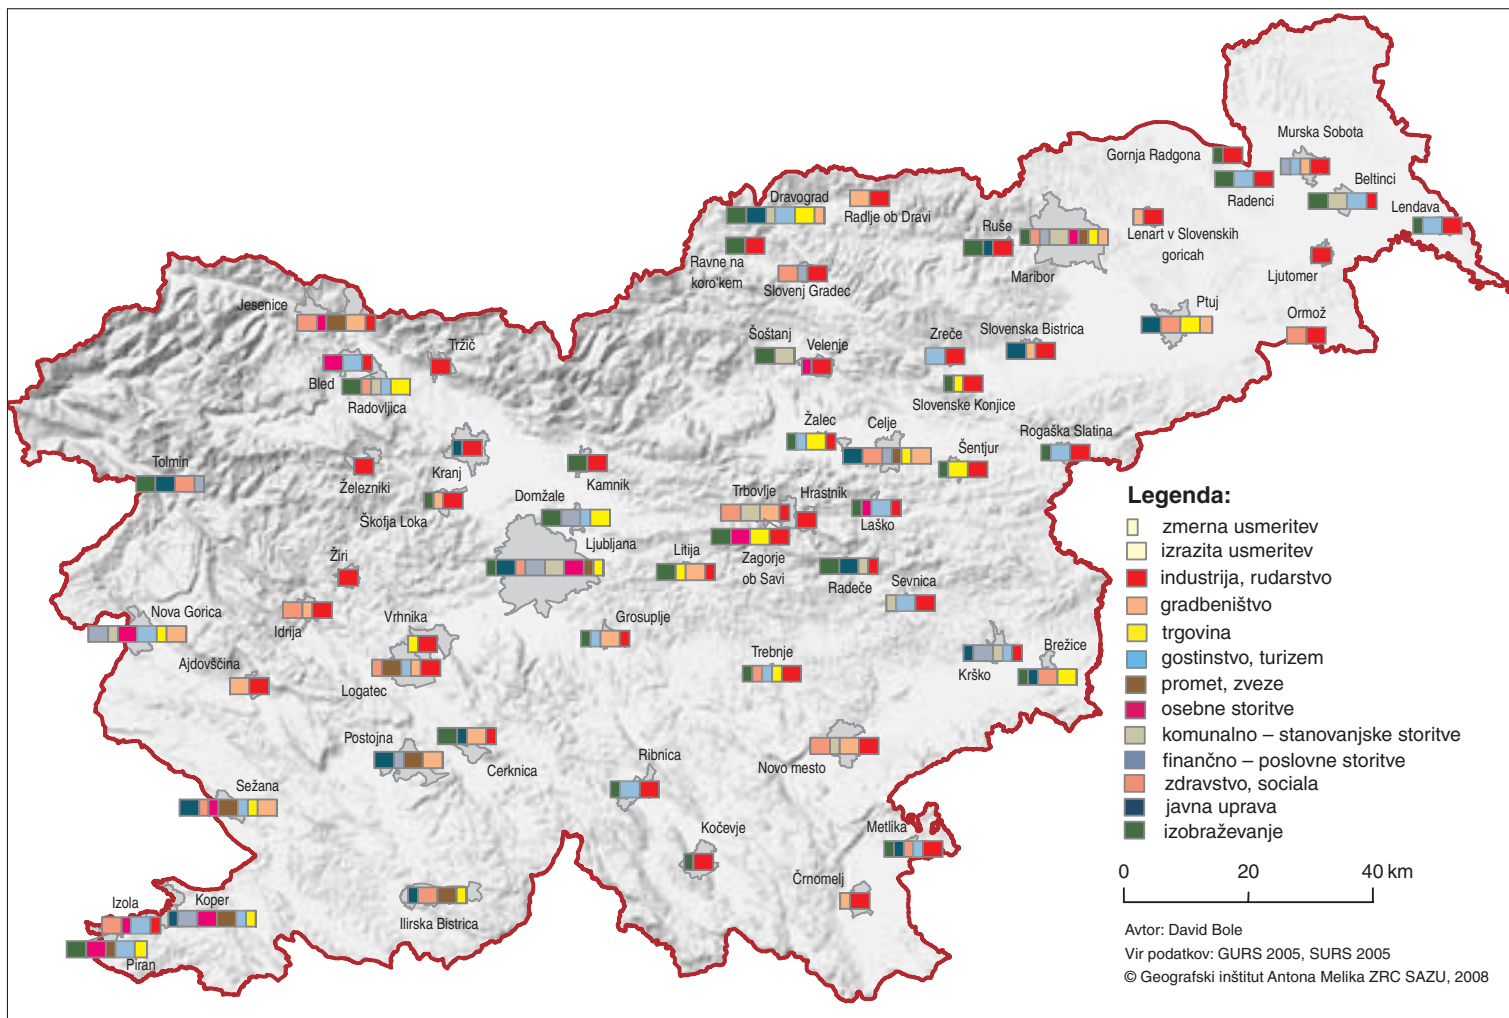 Murska Sobota
Gornja Radgona
Beltinci
Radenci
Lendava
Dravograd
Radlje ob Dravi
Ruše
Lenart v Slovenskih
goricah
Ravne na
koro'kem
Maribor
Ljutomer
Slovenj Gradec
Jesenice
Ptuj
Ormož
Šoštanj
Velenje
Zreče
Slovenska Bistrica
Tržič
Bled
Radovljica
Slovenske Konjice
Žalec
Celje
Rogaška Slatina
Šentjur
Tolmin
Železniki
Kranj
Kamnik
Škofja Loka
Domžale
Trbovlje
Hrastnik
Laško
Ljubljana
Litija
Zagorje
ob Savi
Radeče
Žiri
Sevnica
Nova Gorica
Idrija
Vrhnika
Grosuplje
Ajdovščina
Logatec
Trebnje
Krško
Brežice
Postojna
Cerknica
Ribnica
Novo mesto
Sežana
Kočevje
Metlika
Črnomelj
Izola
Koper
Ilirska Bistrica
Piran
Legenda:
zmerna usmeritev
izrazita usmeritev
industrija, rudarstvo
gradbeništvo
trgovina
gostinstvo, turizem
promet, zveze
osebne storitve
komunalno – stanovanjske storitve
finančno – poslovne storitve
zdravstvo, sociala
javna uprava
izobraževanje
0 20 40 km
Avtor: David Bole
Vir podatkov: GURS 2005, SURS 2005
© Geografski inštitut Antona Melika ZRC SAZU, 2008